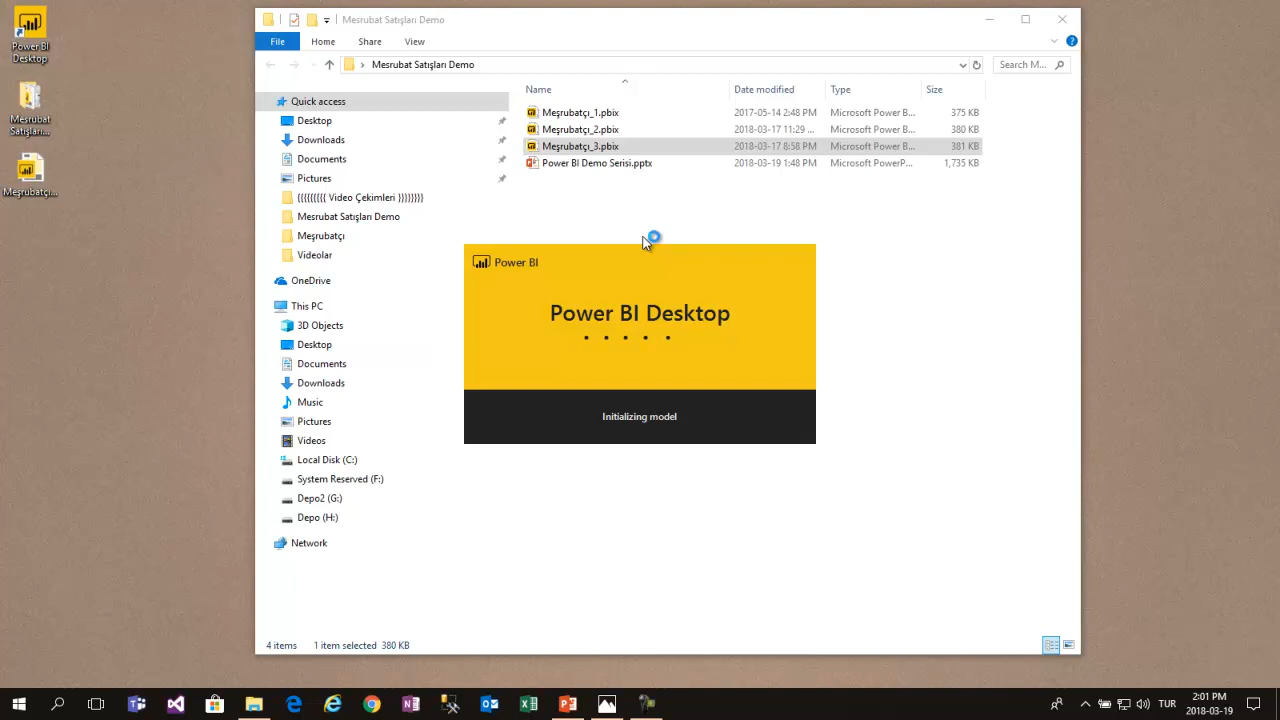 Power BI
Desktop
Mesrubat
Satışları...
Meşrubatçı...
Mesrubat Satışları Demo
File
Home
Share
View
Mesrubat Satışları Demo
Search M...
Name
Date modified
Type
Size
Meşrubatçı_1.pbix
2017-05-14 2:48 PM
Microsoft Power B...
375 KB
Meşrubatçı_2.pbix
2018-03-17 11:29 ...
Microsoft Power B...
380 KB
Meşrubatçı_3.pbix
2018-03-17 8:58 PM
Microsoft Power B...
381 KB
Power BI Demo Serisi.pptx
2018-03-19 1:48 PM
Microsoft PowerP...
1,735 KB
Quick access
Desktop
Downloads
Documents
Pictures
((((((((( Video Çekimleri ))))))))
Mesrubat Satışları Demo
Meşrubatçı
Videolar
OneDrive
This PC
3D Objects
Desktop
Documents
Downloads
Music
Pictures
Videos
Local Disk (C:)
System Reserved (F:)
Depo2 (G:)
Depo (H:)
Network
Power BI
Power BI Desktop
Initializing model
4 items
1 item selected 380 KB
TUR
2:01 PM
2018-03-19